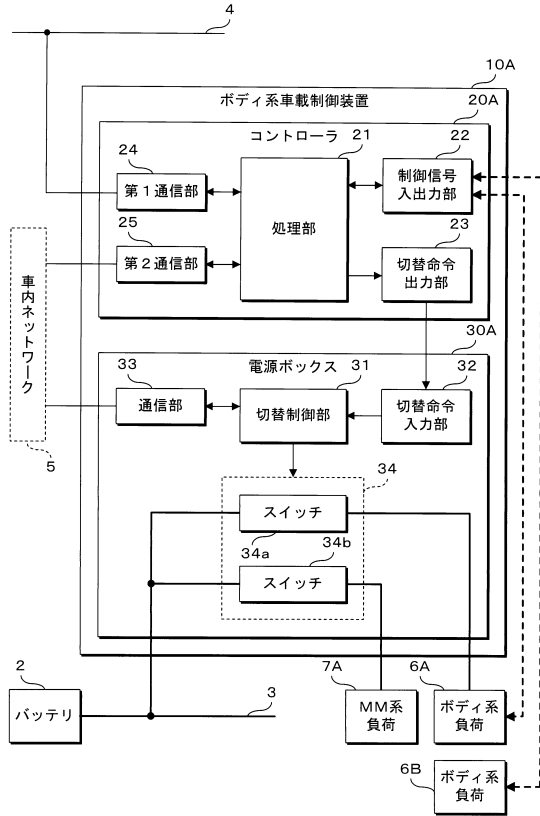 4
10A
ボディ系車載制御装置
20A
コントローラ
24
21
22
第1通信部
制御信号
入出力部
25
処理部
23
第2通信部
切替命令
出力部
車内ネットワーク
5
30A
電源ボックス
33
31
32
通信部
切替制御部
切替命令
入力部
34
スイッチ
34a
34b
スイッチ
2
バッテリ
3
7A
MM系
負荷
6A
ボディ系
負荷
6B
ボディ系
負荷